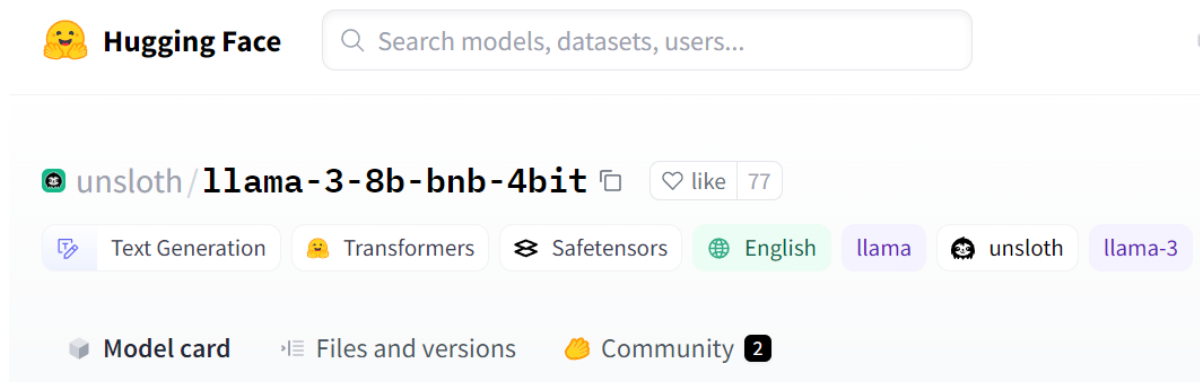 Hugging Face Search models, datasets, users...
unsloth/llama-3-8b-bnb-4bit like 77
Text Generation Transformers Safetensors English llama unsloth llama-3
Model card Files and versions Community 2